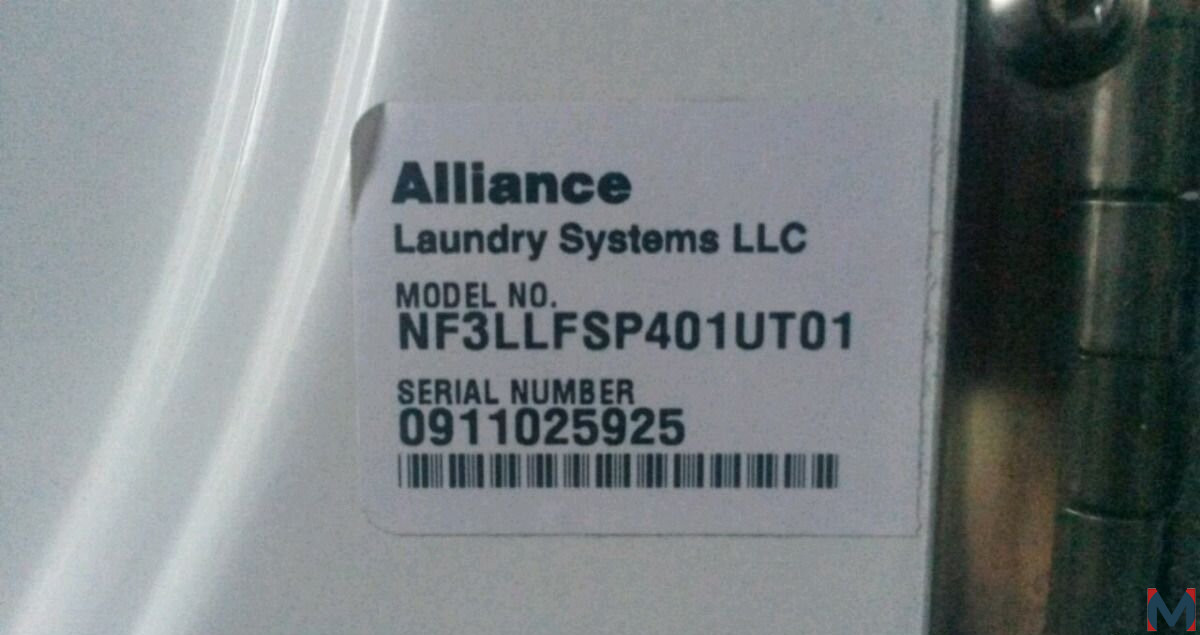 Alliance
Laundry Systems LLC
MODEL NO.
NF3LLFSP401UT01
SERIAL NUMBER
0911025925
M